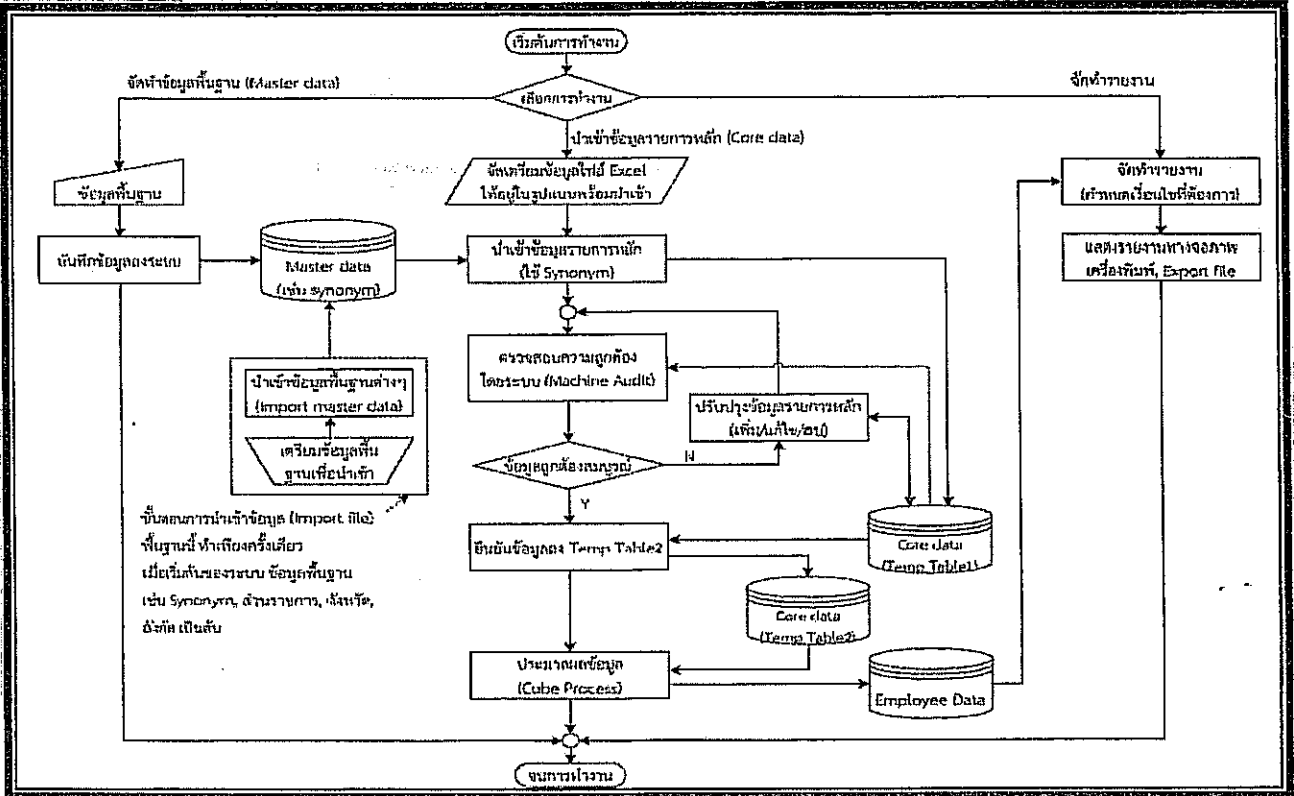 เริ่มต้นการทำงาน
จัดทำข้อมูลพื้นฐาน (Master data)
เลือกการทำงาน
จัดทำรายงาน
นำเข้าข้อมูลรายการหลัก (Core data)
ข้อมูลพื้นฐาน
จัดเตรียมข้อมูลไฟล์ Excel
ให้อยู่ในรูปแบบพร้อมนำเข้า
จัดทำรายงาน
(กำหนดเงื่อนไขที่ต้องการ)
บันทึกข้อมูลลงระบบ
Master data
(เช่น synonym)
นำเข้าข้อมูลรายการหลัก
(ใช้ Synonym)
แสดงรายงานทางจอภาพ
เครื่องพิมพ์, Export file
ตรวจสอบความถูกต้อง
โดยระบบ (Machine Audit)
นำเข้าข้อมูลพื้นฐานต่างๆ
(Import master data)
ปรับปรุงข้อมูลรายการหลัก
(เพิ่ม/แก้ไข/ลบ)
เตรียมข้อมูลพื้น
ฐานเพื่อนำเข้า
ข้อมูลถูกต้องสมบูรณ์
N
Y
ขั้นตอนการนำเข้าข้อมูล (Import file)
พื้นฐานนี้ ทำเพียงครั้งเดียว
เมื่อเริ่มต้นของระบบ ข้อมูลพื้นฐาน
เช่น Synonym, ส่วนราชการ, จังหวัด,
สังกัด เป็นต้น
ยืนยันข้อมูลลง Temp Table2
Core data
(Temp Table1)
Core data
(Temp Table2)
ประมวลผลข้อมูล
(Cube Process)
Employee Data
จบการทำงาน